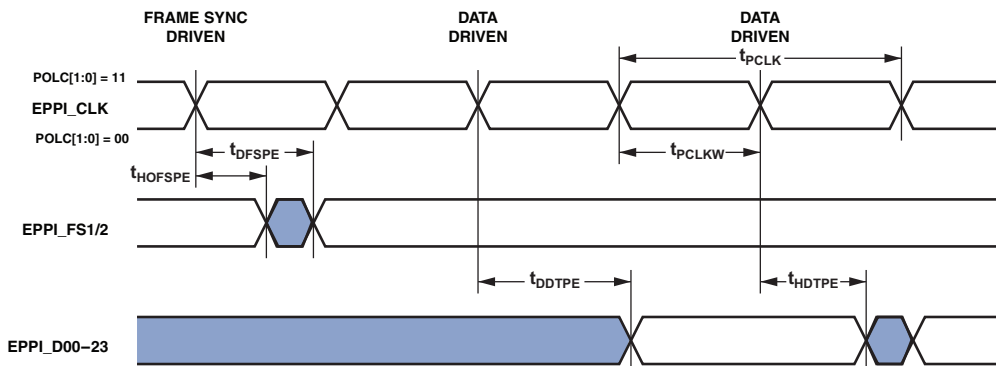 FRAME SYNC
DRIVEN
DATA
DRIVEN
DATA
DRIVEN
tPCLK
POLC[1:0] = 11
EPPI_CLK
POLC[1:0] = 00
tDFSPE
tPCLKW
tHOFSPE
EPPI_FS1/2
tDDTPE
tHDTPE
EPPI_D00–23